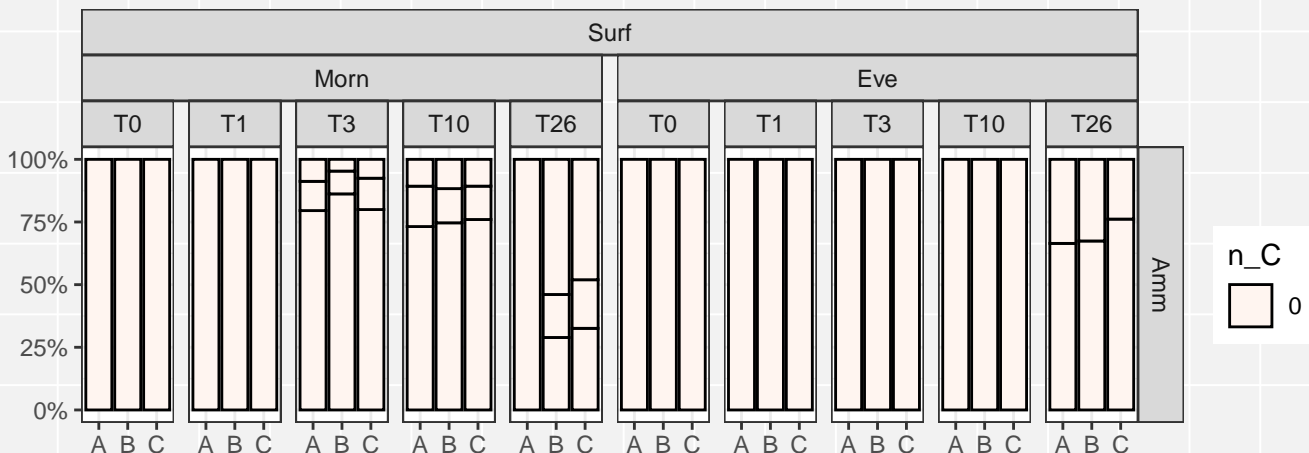 Surf
Morn Eve
T0 T1 T3 T10 T26 T0 T1 T3 T10 T26
100%
75%
50%
25%
0%
Amm
n_C
0
A B C A B C A B C A B C A B C A B C A B C A B C A B C A B C